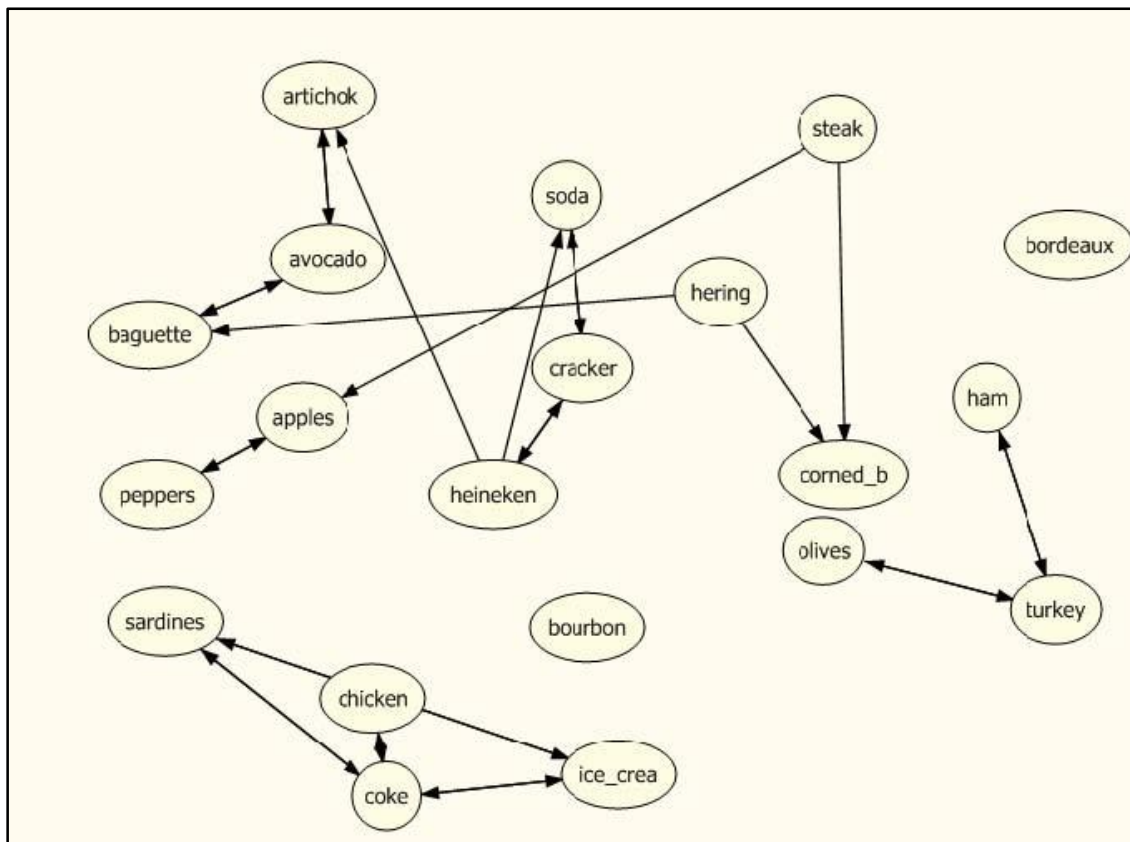 artichok
steak
soda
bordeaux
avocado
hering
baguette
cracker
ham
apples
corned_b
peppers
heineken
olives
turkey
sardines
bourbon
chicken
ice_crea
coke